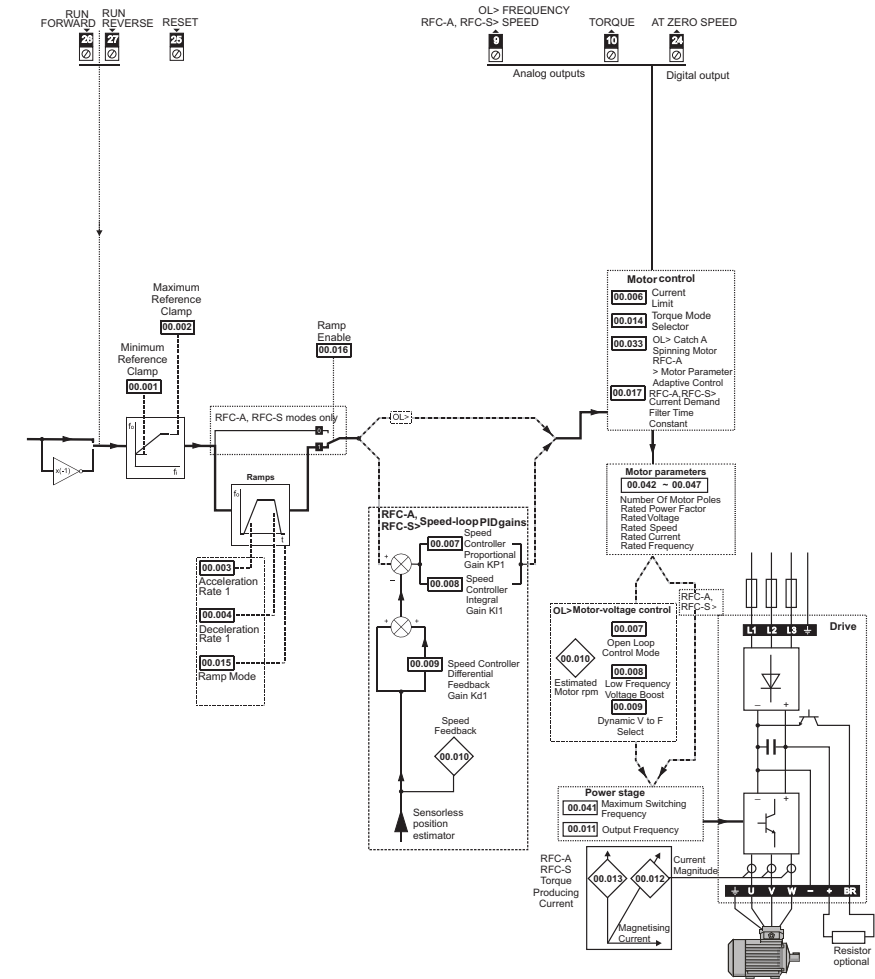 RUN
FORWARD
RUN
REVERSE
RESET
26
27
25
OL> FREQUENCY
RFC-A, RFC-S> SPEED
TORQUE
AT ZERO SPEED
9
10
24
Analog outputs
Digital output
Maximum
Reference
Clamp
00.002
Minimum
Reference
Clamp
00.001
Ramp
Enable
00.016
RFC-A, RFC-S modes only
0
1
OL>
x(-1)
Ramps
t
00.003
Acceleration
Rate 1
00.004
Deceleration
Rate 1
00.015
Ramp Mode
RFC-A,
RFC-S>
Speed-loop PID gains
00.007
Speed
Controller
Proportional
Gain KP1
00.008
Speed
Controller
Integral
Gain KI1
+
−
+
+
00.009
Speed Controller
Differential
Feedback
Gain Kd1
Speed
Feedback
00.010
Sensorless
position
estimator
Motor control
00.006
Current
Limit
00.014
Torque Mode
Selector
00.033
OL> Catch A
Spinning Motor
RFC-A
> Motor Parameter
Adaptive Control
00.017
RFC-A,RFC-S>
Current Demand
Filter Time
Constant
Motor parameters
00.042 ~ 00.047
Number Of Motor Poles
Rated Power Factor
Rated Voltage
Rated Speed
Rated Current
Rated Frequency
RFC-A,
RFC-S >
OL> Motor-voltage control
00.007
Open Loop
Control Mode
00.010
Estimated
Motor rpm
00.008
Low Frequency
Voltage Boost
00.009
Dynamic V to F
Select
Power stage
00.041
Maximum Switching
Frequency
00.011
Output Frequency
RFC-A
RFC-S
Torque
Producing
Current
00.013
00.012
Current
Magnitude
Magnetising
Current
Drive
L1 L2 L3
− +
− +
U V W − + BR
Resistor
optional